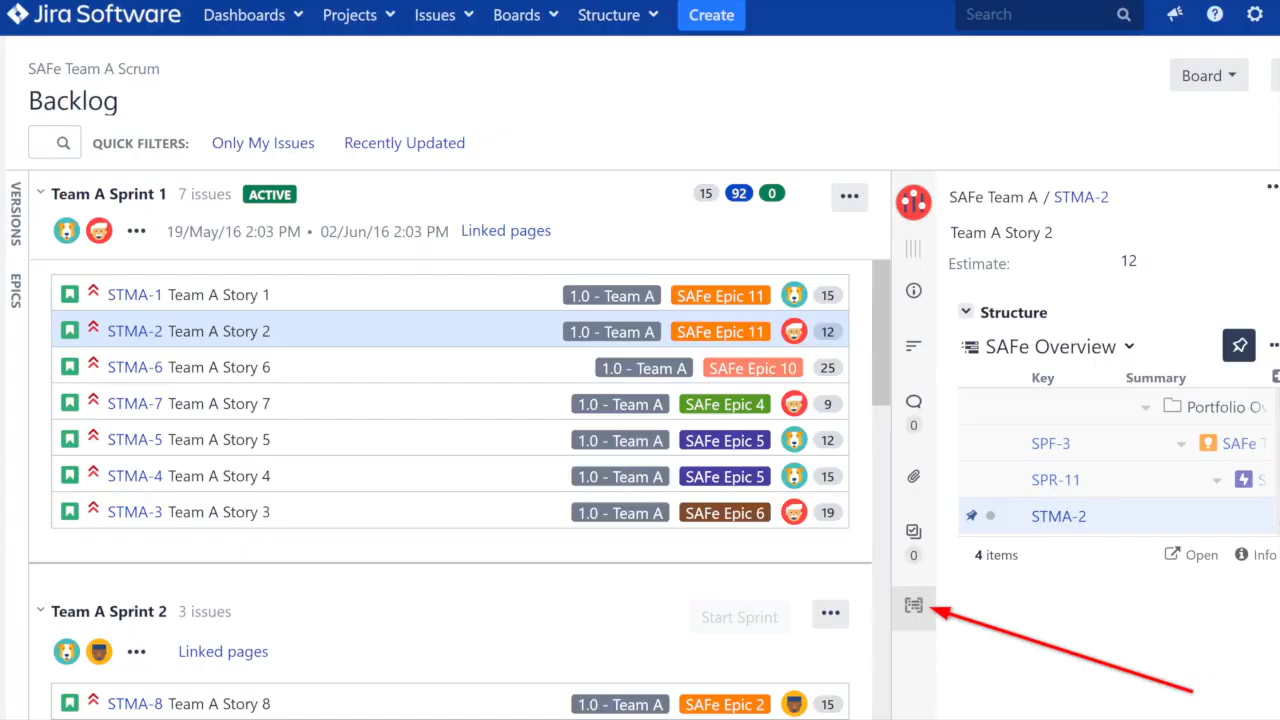 Jira Software Dashboards Projects Issues Boards Structure Create Search
SAFe Team A Scrum
Backlog
Board
QUICK FILTERS: Only My Issues Recently Updated
VERSIONS
EPICS
Team A Sprint 1 7 issues ACTIVE 15 92 0
19/May/16 2:03 PM • 02/Jun/16 2:03 PM Linked pages
STMA-1 Team A Story 1 1.0 - Team A SAFe Epic 11 15
STMA-2 Team A Story 2 1.0 - Team A SAFe Epic 11 12
STMA-6 Team A Story 6 1.0 - Team A SAFe Epic 10 25
STMA-7 Team A Story 7 1.0 - Team A SAFe Epic 4 9
STMA-5 Team A Story 5 1.0 - Team A SAFe Epic 5 12
STMA-4 Team A Story 4 1.0 - Team A SAFe Epic 5 15
STMA-3 Team A Story 3 1.0 - Team A SAFe Epic 6 19
Team A Sprint 2 3 issues Start Sprint
Linked pages
STMA-8 Team A Story 8 1.0 - Team A SAFe Epic 2 15
0
0
SAFe Team A / STMA-2
Team A Story 2
Estimate: 12
Structure
SAFe Overview
Key Summary
Portfolio Ov
SPF-3 SAFe T
SPR-11 S
STMA-2
4 items Open Info